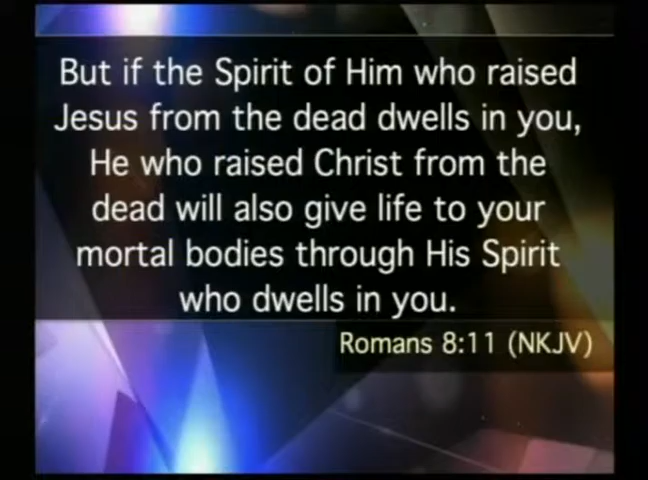 But if the Spirit of Him who raised
Jesus from the dead dwells in you,
He who raised Christ from the
dead will also give life to your
mortal bodies through His Spirit
who dwells in you.
Romans 8:11 (NKJV)